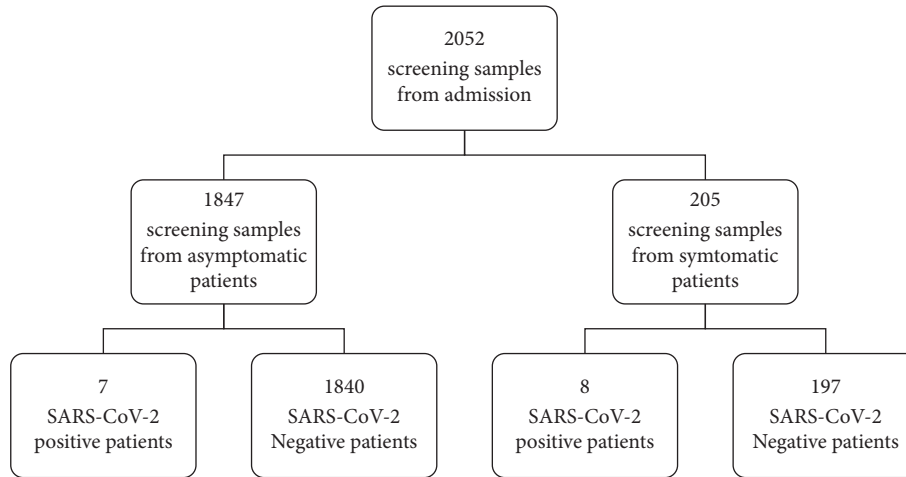 2052
screening samples
from admission
1847
screening samples
from asymptomatic
patients
205
screening samples
from symtomatic
patients
7
SARS-CoV-2
positive patients
1840
SARS-CoV-2
Negative patients
8
SARS-CoV-2
positive patients
197
SARS-CoV-2
Negative patients